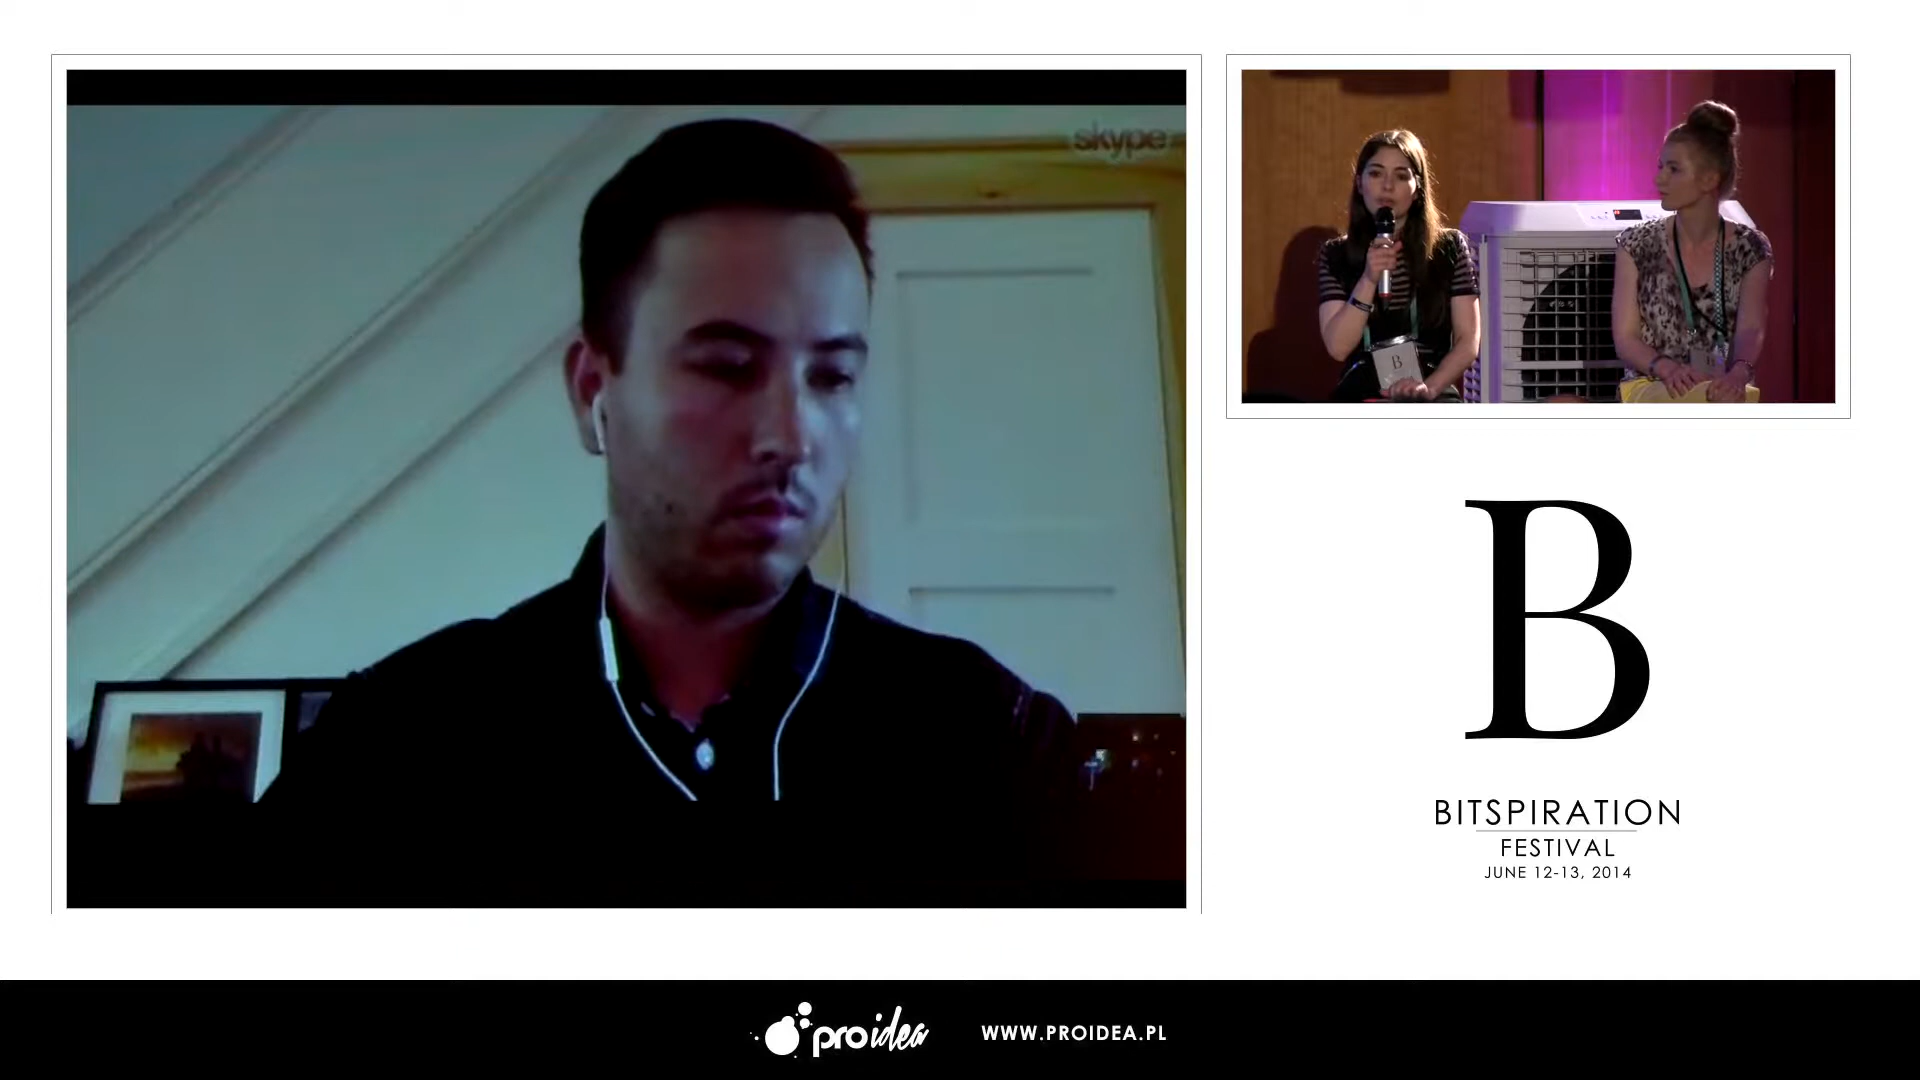 skype
B
B
BITSPIRATION
FESTIVAL
JUNE 12-13, 2014
proidea
WWW.PROIDEA.PL